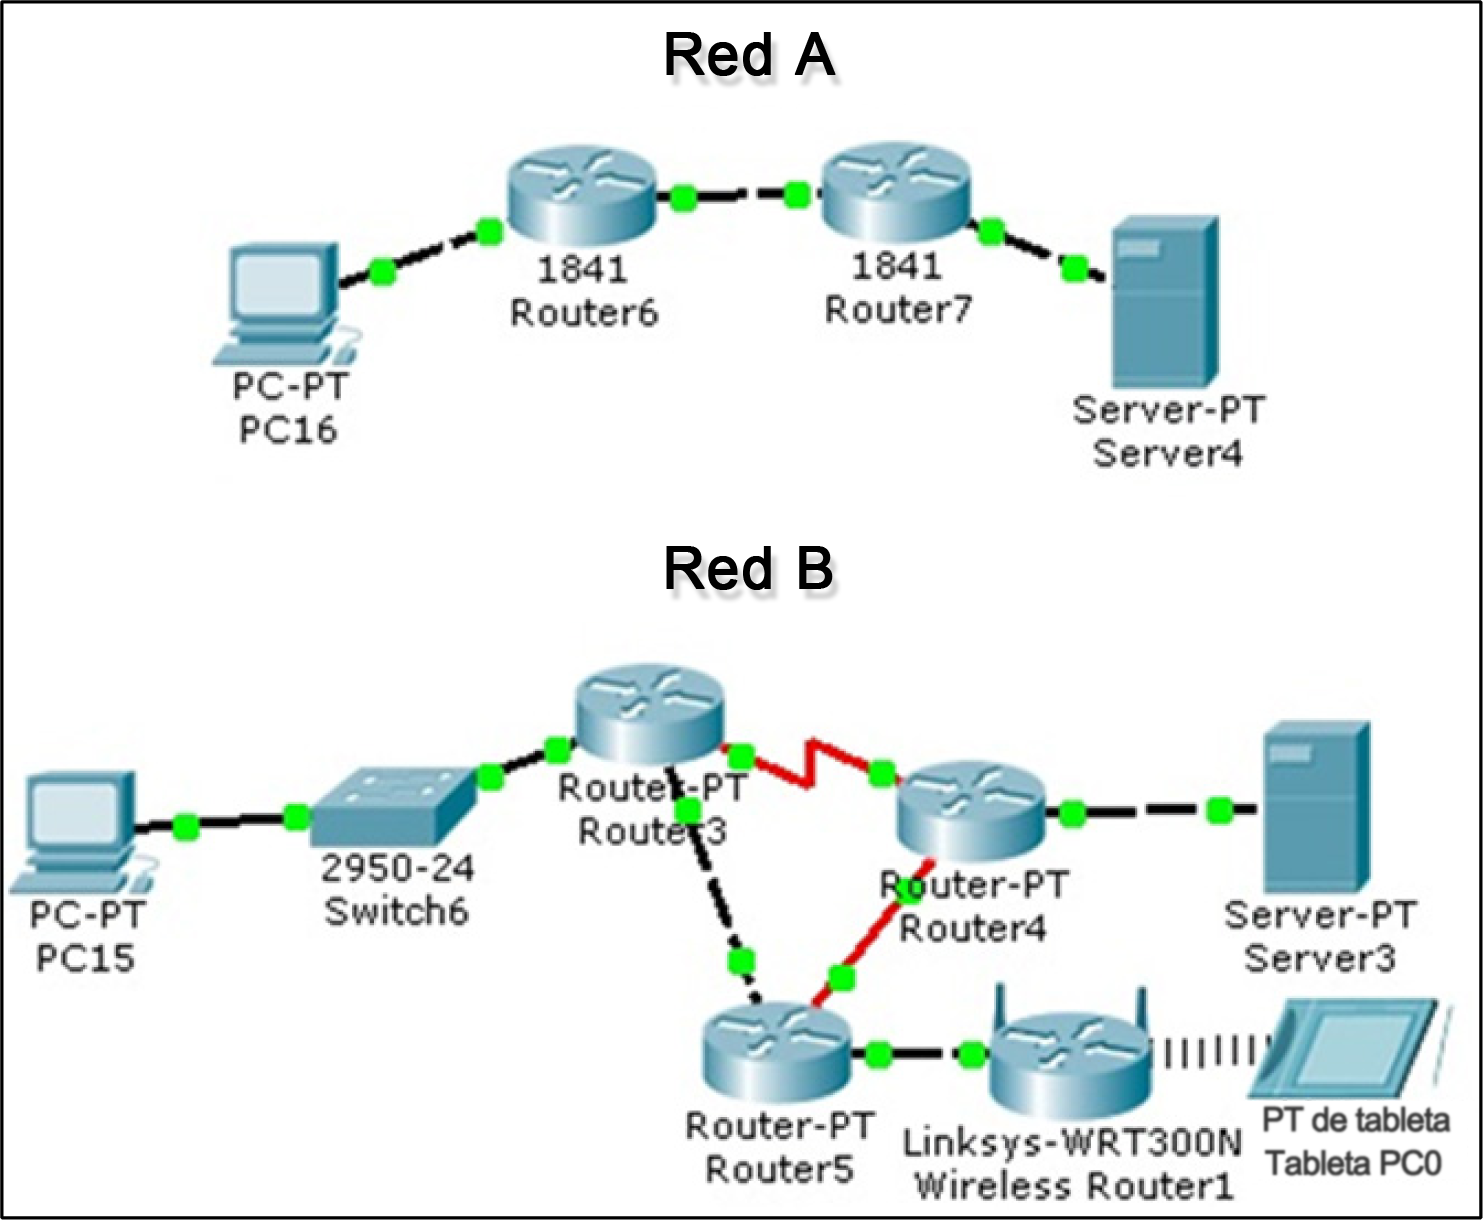 Red A
1841
Router6
1841
Router7
PC-PT
PC16
Server-PT
Server4
Red B
Router-PT
Router3
2950-24
Switch6
PC-PT
PC15
Router-PT
Router4
Server-PT
Server3
Router-PT
Router5
Linksys-WRT300N
Wireless Router1
PT de tableta
Tableta PC0